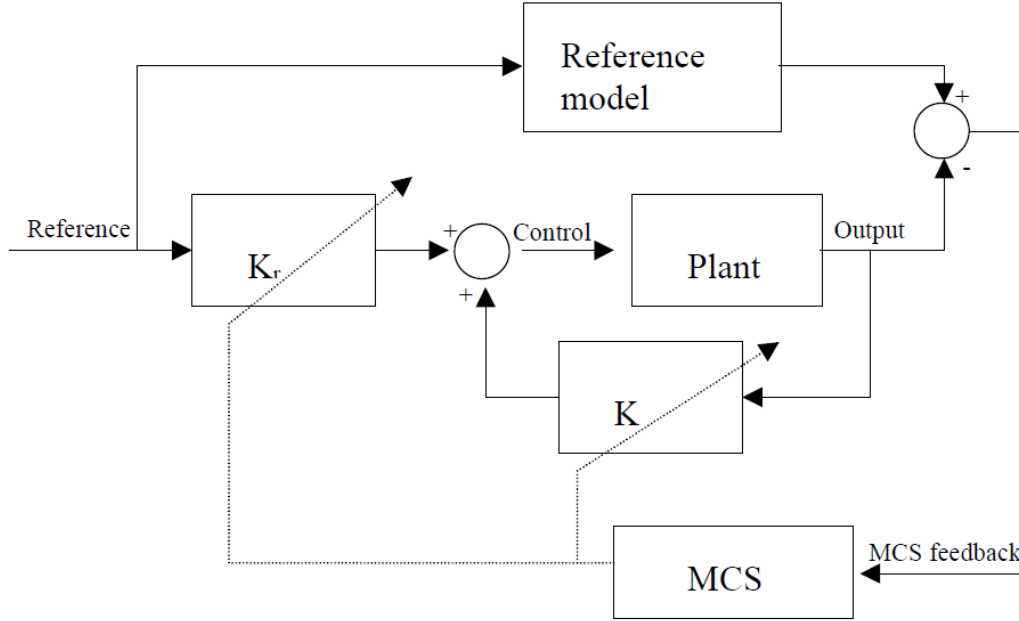 Reference
model
+
-
Reference
Kr
+
+
Control
Plant
Output
K
MCS
MCS feedback